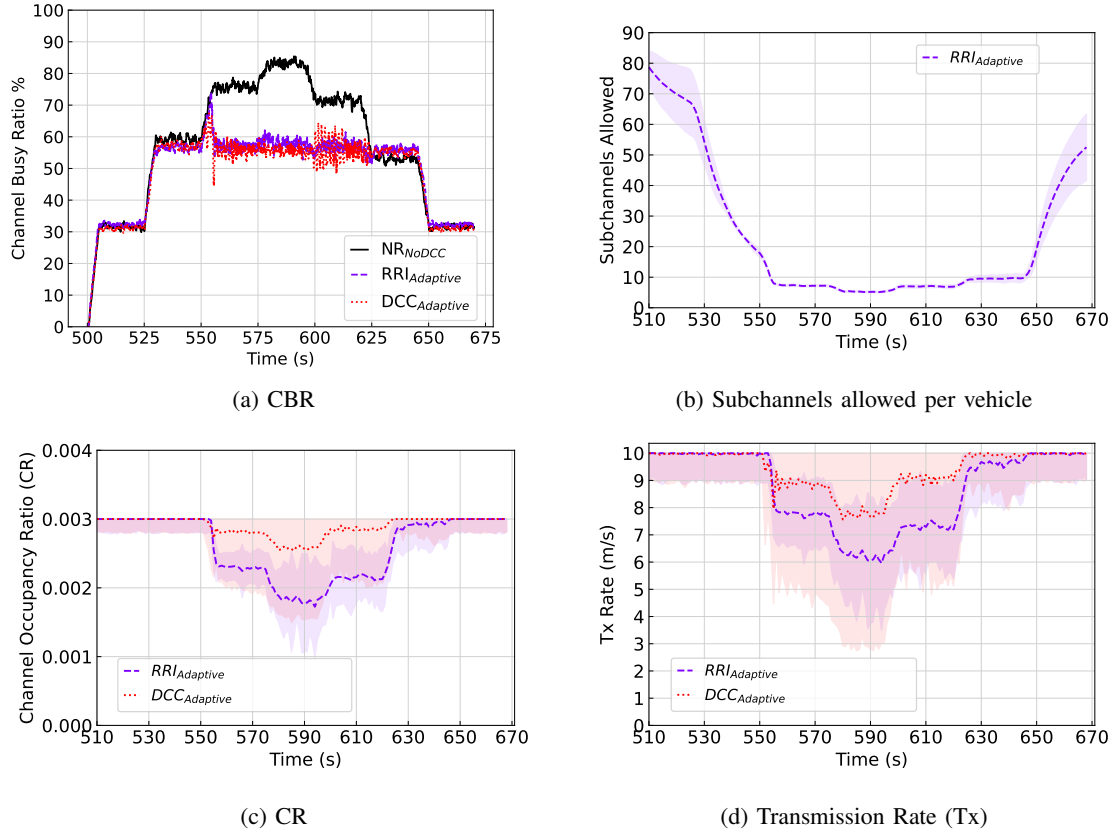 100
90
80
70
60
50
40
30
20
10
0
Channel Busy Ratio %
NR_NoDCC
RRI_Adaptive
DCC_Adaptive
500 525 550 575 600 625 650 675
Time (s)
(a) CBR
90
80
70
60
50
40
30
20
10
0
Subchannels Allowed
RRI_Adaptive
510 530 550 570 590 610 630 650 670
Time (s)
(b) Subchannels allowed per vehicle
0.004
0.003
0.002
0.001
0.000
Channel Occupancy Ratio (CR)
RRI_Adaptive
DCC_Adaptive
510 530 550 570 590 610 630 650 670
Time (s)
(c) CR
10
9
8
7
6
5
4
3
2
1
0
Tx Rate (m/s)
RRI_Adaptive
DCC_Adaptive
510 530 550 570 590 610 630 650 670
Time (s)
(d) Transmission Rate (Tx)